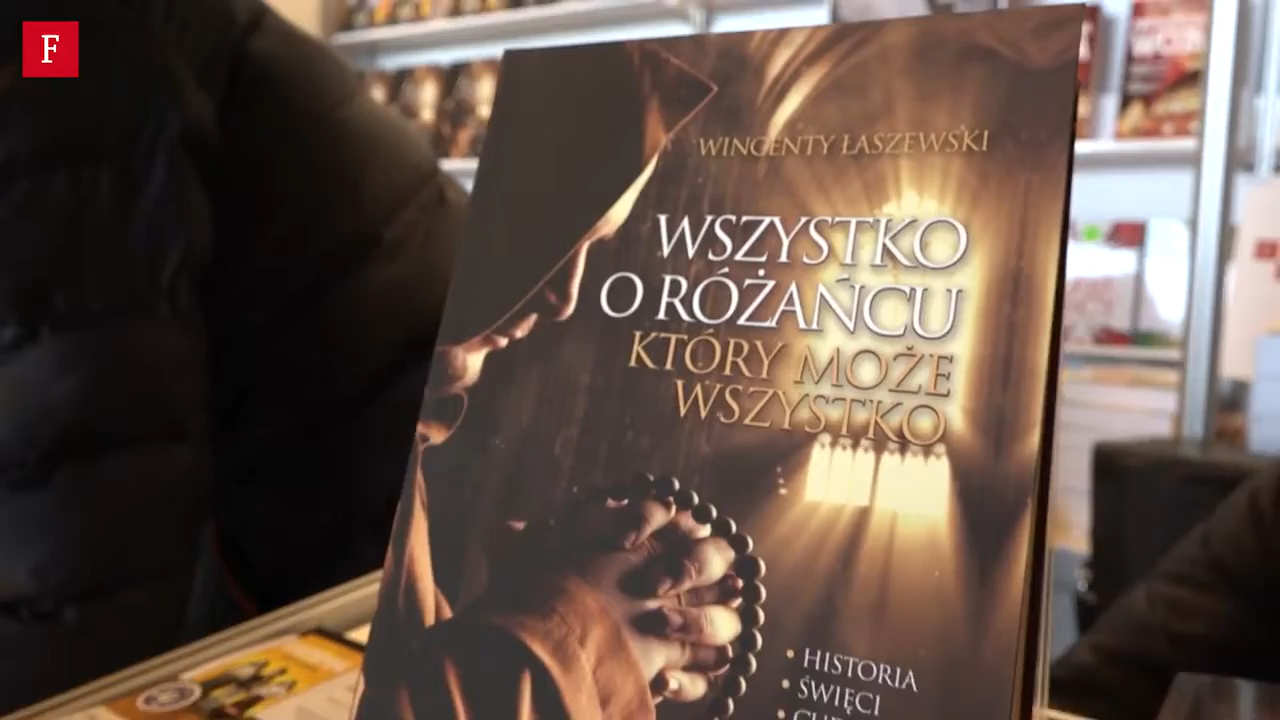 F
WINCENTY ŁASZEWSKI
WSZYSTKO
O RÓŻAŃCU
KTÓRY MOŻE
WSZYSTKO
• HISTORIA
• ŚWIĘCI